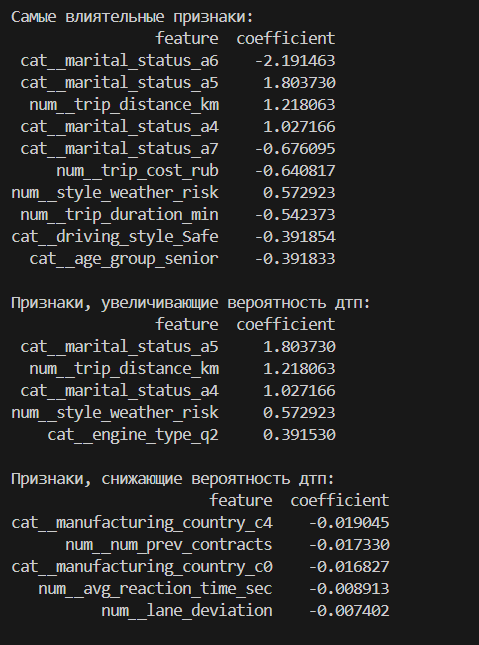 Самые влиятельные признаки:
feature coefficient
cat__marital_status_a6 -2.191463
cat__marital_status_a5 1.803730
num__trip_distance_km 1.218063
cat__marital_status_a4 1.027166
cat__marital_status_a7 -0.676095
num__trip_cost_rub -0.640817
num__style_weather_risk 0.572923
num__trip_duration_min -0.542373
cat__driving_style_Safe -0.391854
cat__age_group_senior -0.391833
Признаки, увеличивающие вероятность дтп:
feature coefficient
cat__marital_status_a5 1.803730
num__trip_distance_km 1.218063
cat__marital_status_a4 1.027166
num__style_weather_risk 0.572923
cat__engine_type_q2 0.391530
Признаки, снижающие вероятность дтп:
feature coefficient
cat__manufacturing_country_c4 -0.019045
num__num_prev_contracts -0.017330
cat__manufacturing_country_c0 -0.016827
num__avg_reaction_time_sec -0.008913
num__lane_deviation -0.007402